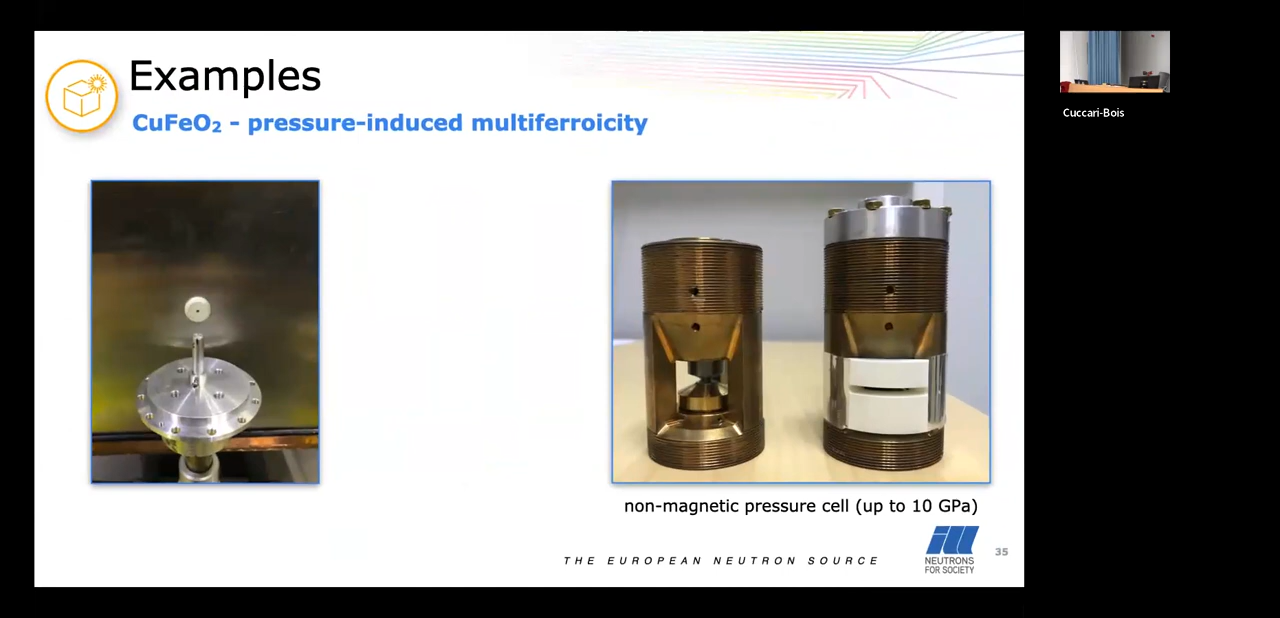 Examples
CuFeO₂ - pressure-induced multiferroicity
Cuccari-Bois
non-magnetic pressure cell (up to 10 GPa)
THE EUROPEAN NEUTRON SOURCE
ill
NEUTRONS
FOR SOCIETY
35